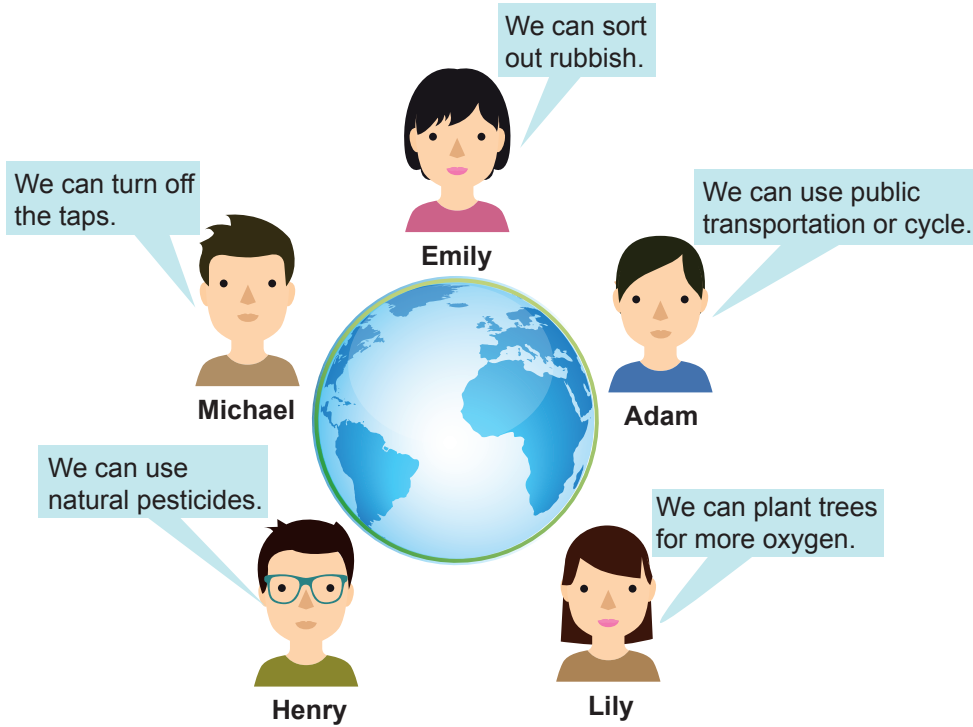 We can sort
out rubbish.
Emily
We can turn off
the taps.
Michael
We can use public
transportation or cycle.
Adam
We can use
natural pesticides.
Henry
We can plant trees
for more oxygen.
Lily